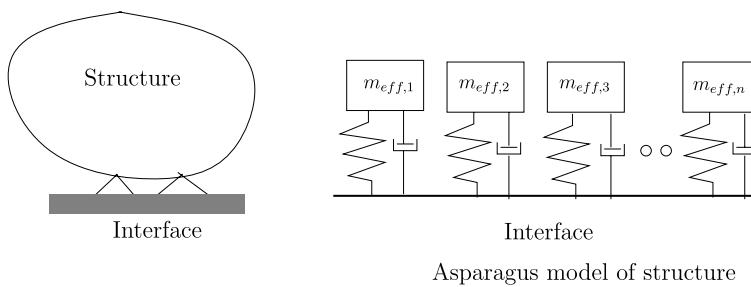 Structure
Interface
m_{eff,1} m_{eff,2} m_{eff,3} m_{eff,n}
Interface
Asparagus model of structure